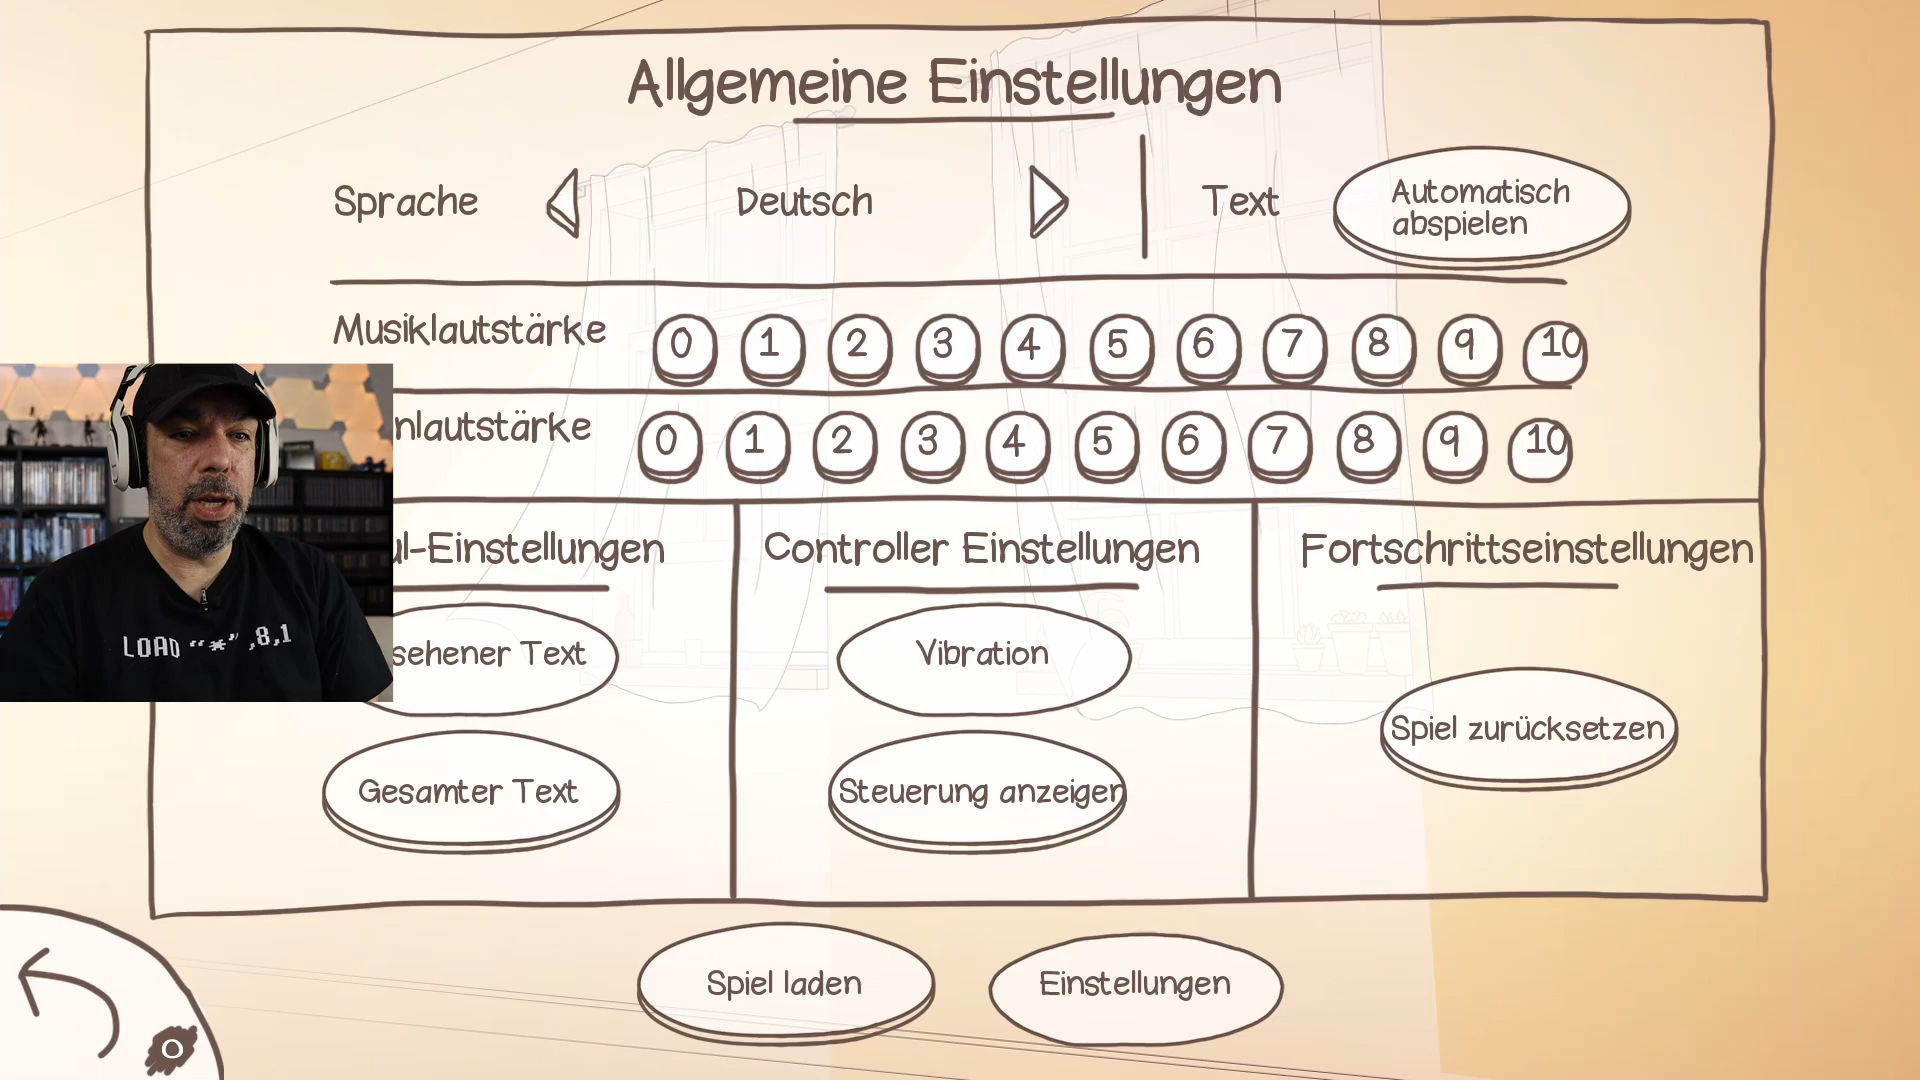 Allgemeine Einstellungen
Sprache
Deutsch
Text
Automatisch
abspielen
Musiklautstärke
0 1 2 3 4 5 6 7 8 9 10
nlautstärke
0 1 2 3 4 5 6 7 8 9 10
ul-Einstellungen
Controller Einstellungen
Fortschrittseinstellungen
sehener Text
Vibration
LOAD "*",8,1
Spiel zurücksetzen
Gesamter Text
Steuerung anzeigen
Spiel laden
Einstellungen
O